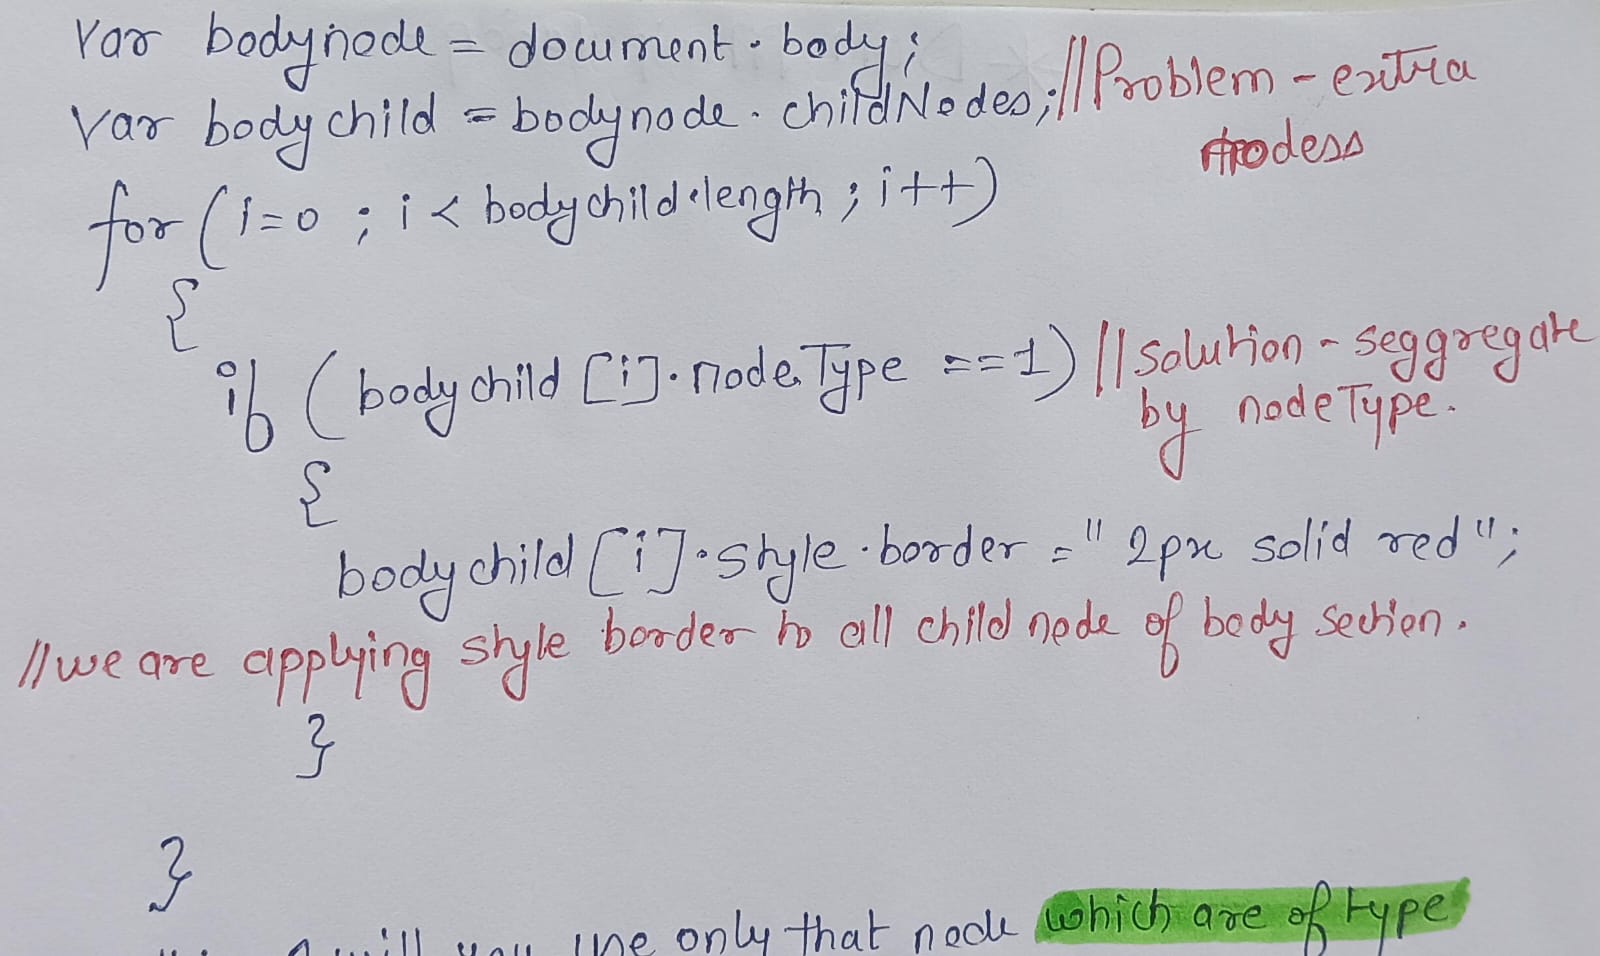 var bodynode = document.body;
var bodychild = bodynode.childNodes; //Problem - extra
nodess
for (i=0 ; i < bodychild.length ; i++)
{
if (bodychild [i].nodeType ==1) //solution - seggregate
by nodeType.
{
bodychild [i].style.border = "2px solid red";
//we are applying style border to all child node of body section.
}
}
will you use only that node which are of type